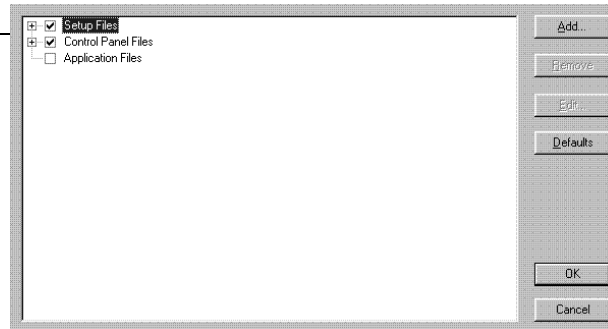 Setup Files
Control Panel Files
Application Files
Add...
Remove
Edit...
Defaults
OK
Cancel